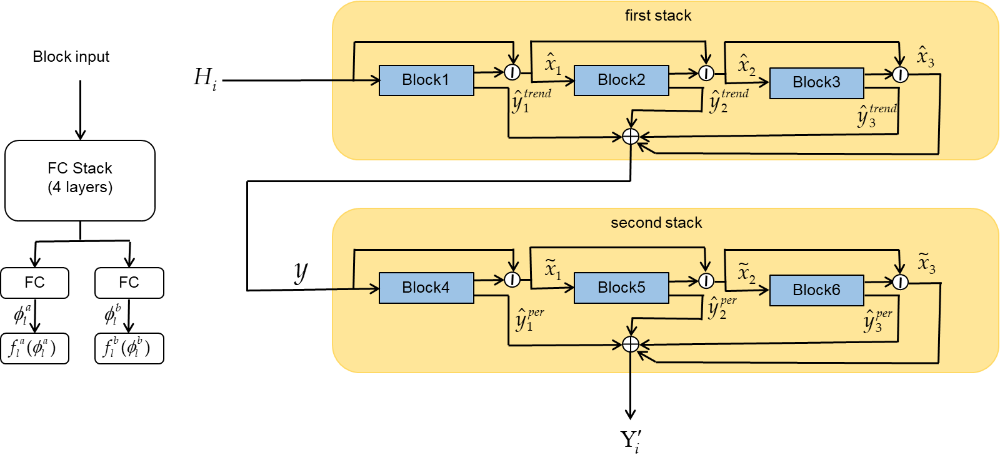 Block input
FC Stack
(4 layers)
FC
FC
ϕ_l^a
ϕ_l^b
f_l^a(ϕ_l^a)
f_l^b(ϕ_l^b)
first stack
H_i
Block1
x̂_1
Block2
x̂_2
Block3
x̂_3
ŷ_1^{trend}
ŷ_2^{trend}
ŷ_3^{trend}
second stack
y
Block4
x̃_1
Block5
x̃_2
Block6
x̃_3
ŷ_1^{per}
ŷ_2^{per}
ŷ_3^{per}
Y′_i